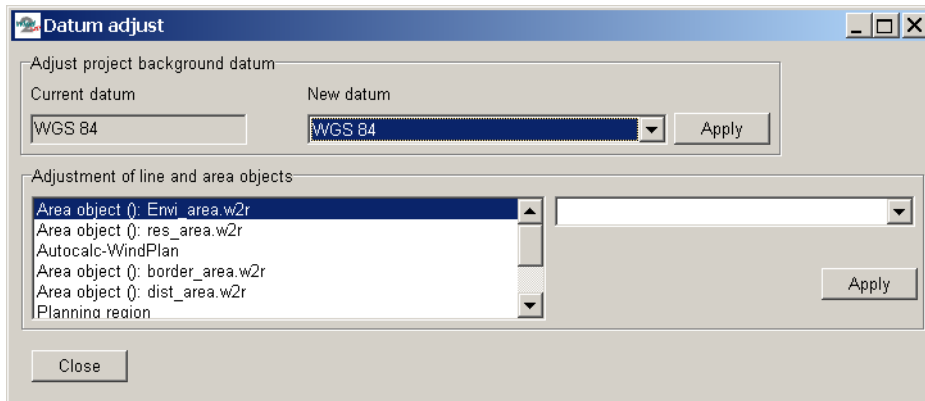 Datum adjust
Adjust project background datum
Current datum
New datum
WGS 84
WGS 84
Apply
Adjustment of line and area objects
Area object (): Envi_area.w2r
Area object (): res_area.w2r
Autocalc-WindPlan
Area object (): border_area.w2r
Area object (): dist_area.w2r
Planning region
Apply
Close